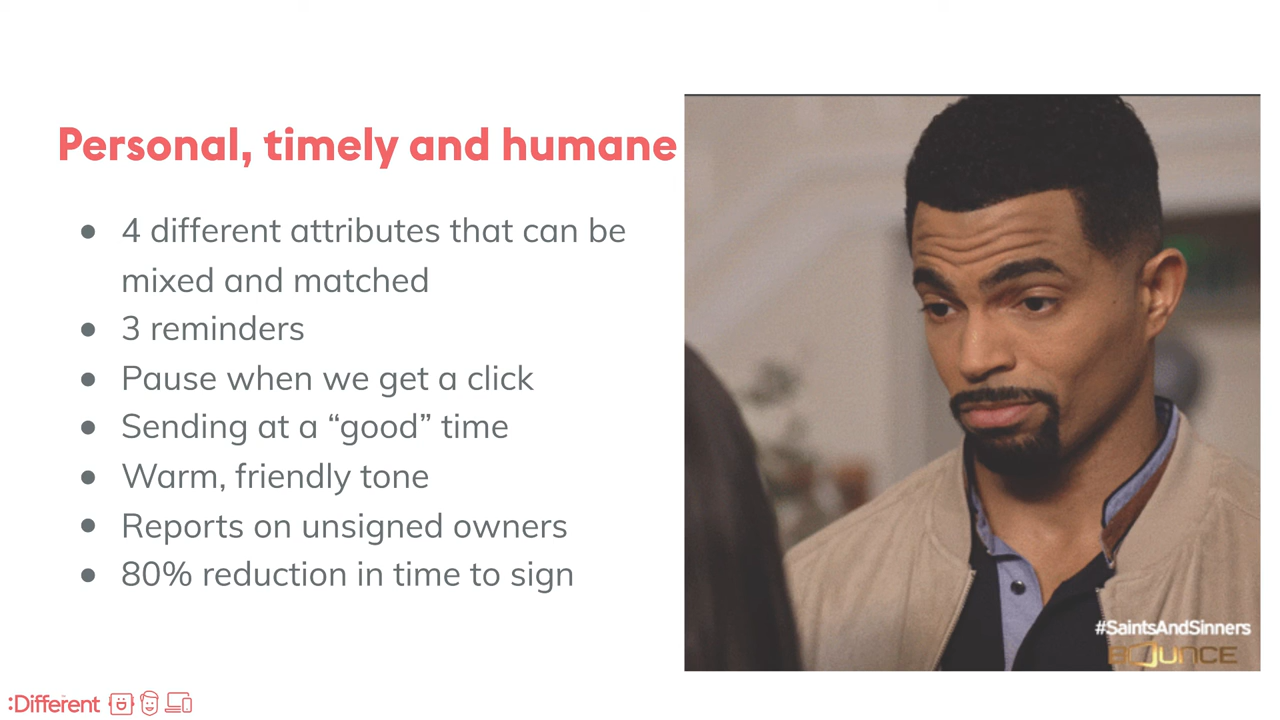 Personal, timely and humane
● 4 different attributes that can be
mixed and matched
● 3 reminders
● Pause when we get a click
● Sending at a “good” time
● Warm, friendly tone
● Reports on unsigned owners
● 80% reduction in time to sign
#SaintsAndSinners
BOUNCE
:Different